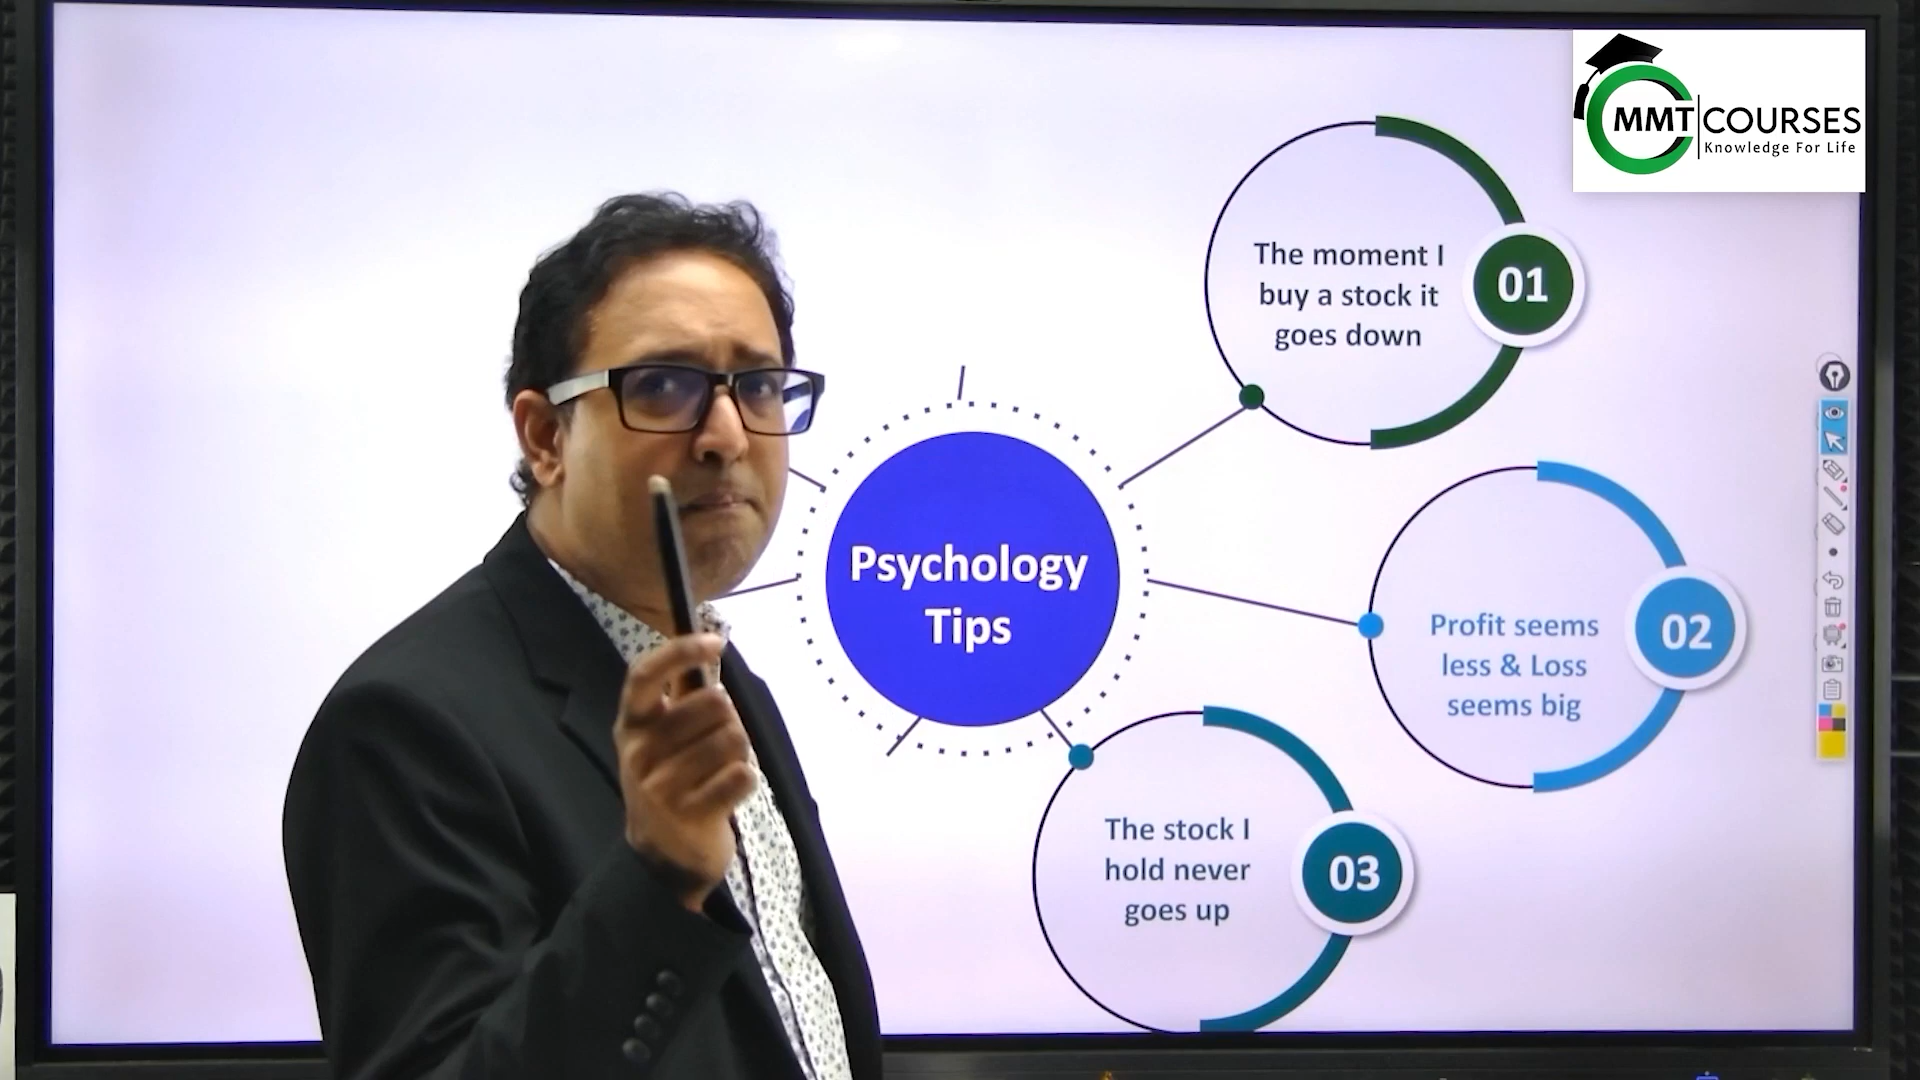 MMT COURSES
Knowledge For Life
The moment I
buy a stock it
goes down
01
Psychology
Tips
Profit seems
less & Loss
seems big
02
The stock I
hold never
goes up
03